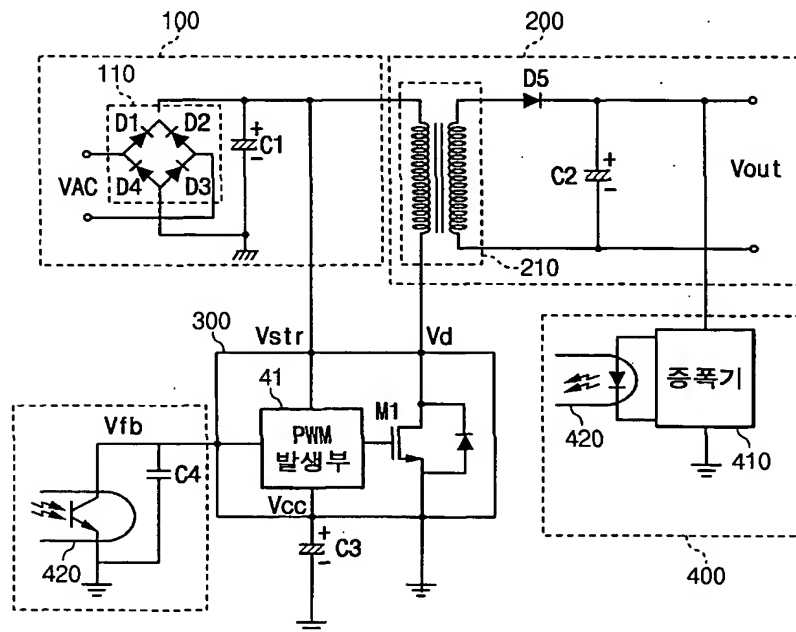 100
200
110
D1
D2
D4
D3
VAC
+
C1
-
D5
+
C2
-
Vout
210
300
Vstr
Vd
41
PWM
발생부
M1
Vcc
+
C3
-
Vfb
C4
420
증폭기
420
410
400